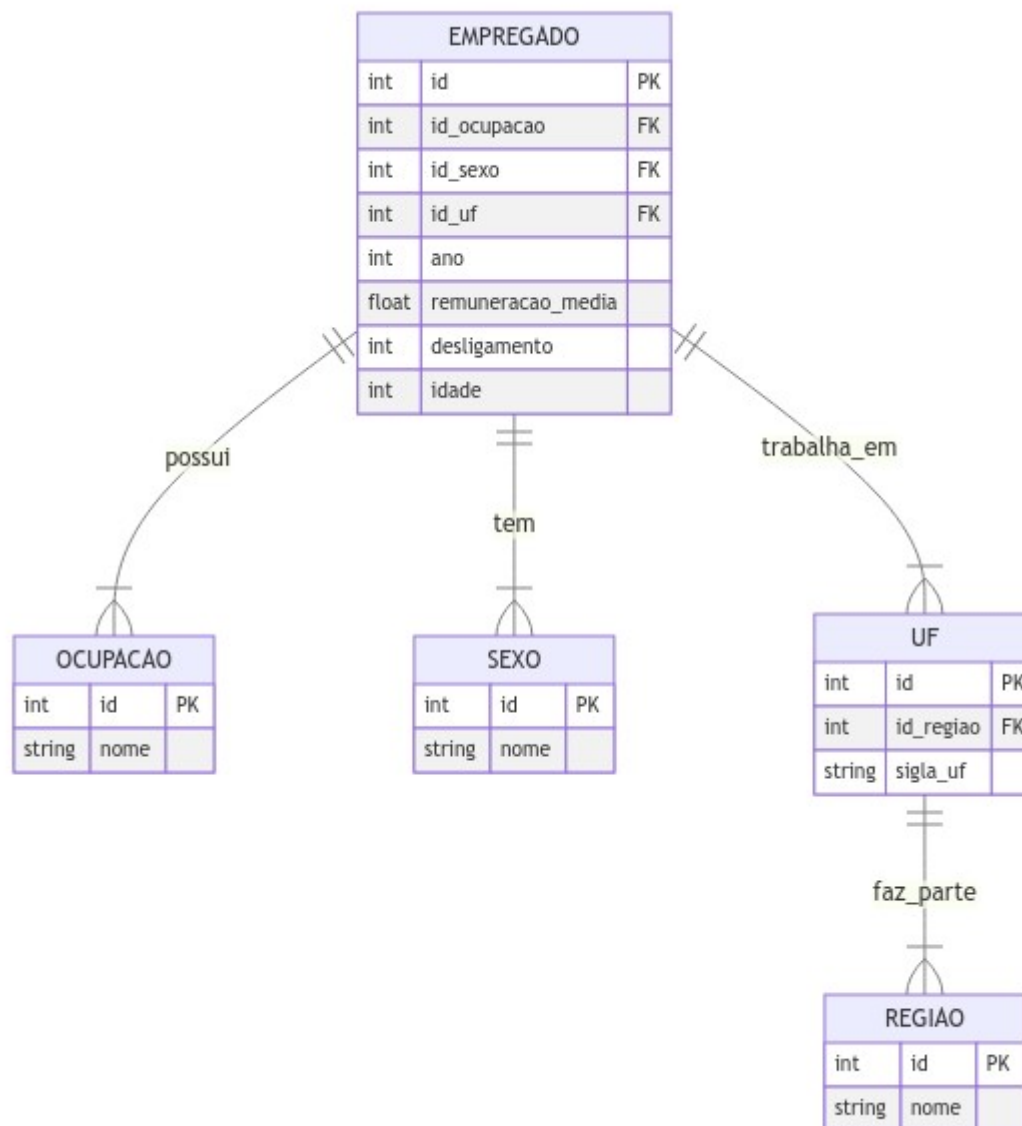 EMPREGADO
int id PK
int id_ocupacao FK
int id_sexo FK
int id_uf FK
int ano
float remuneracao_media
int desligamento
int idade
possui
tem
trabalha_em
OCUPACAO
int id PK
string nome
SEXO
int id PK
string nome
UF
int id PK
int id_regiao FK
string sigla_uf
faz_parte
REGIAO
int id PK
string nome